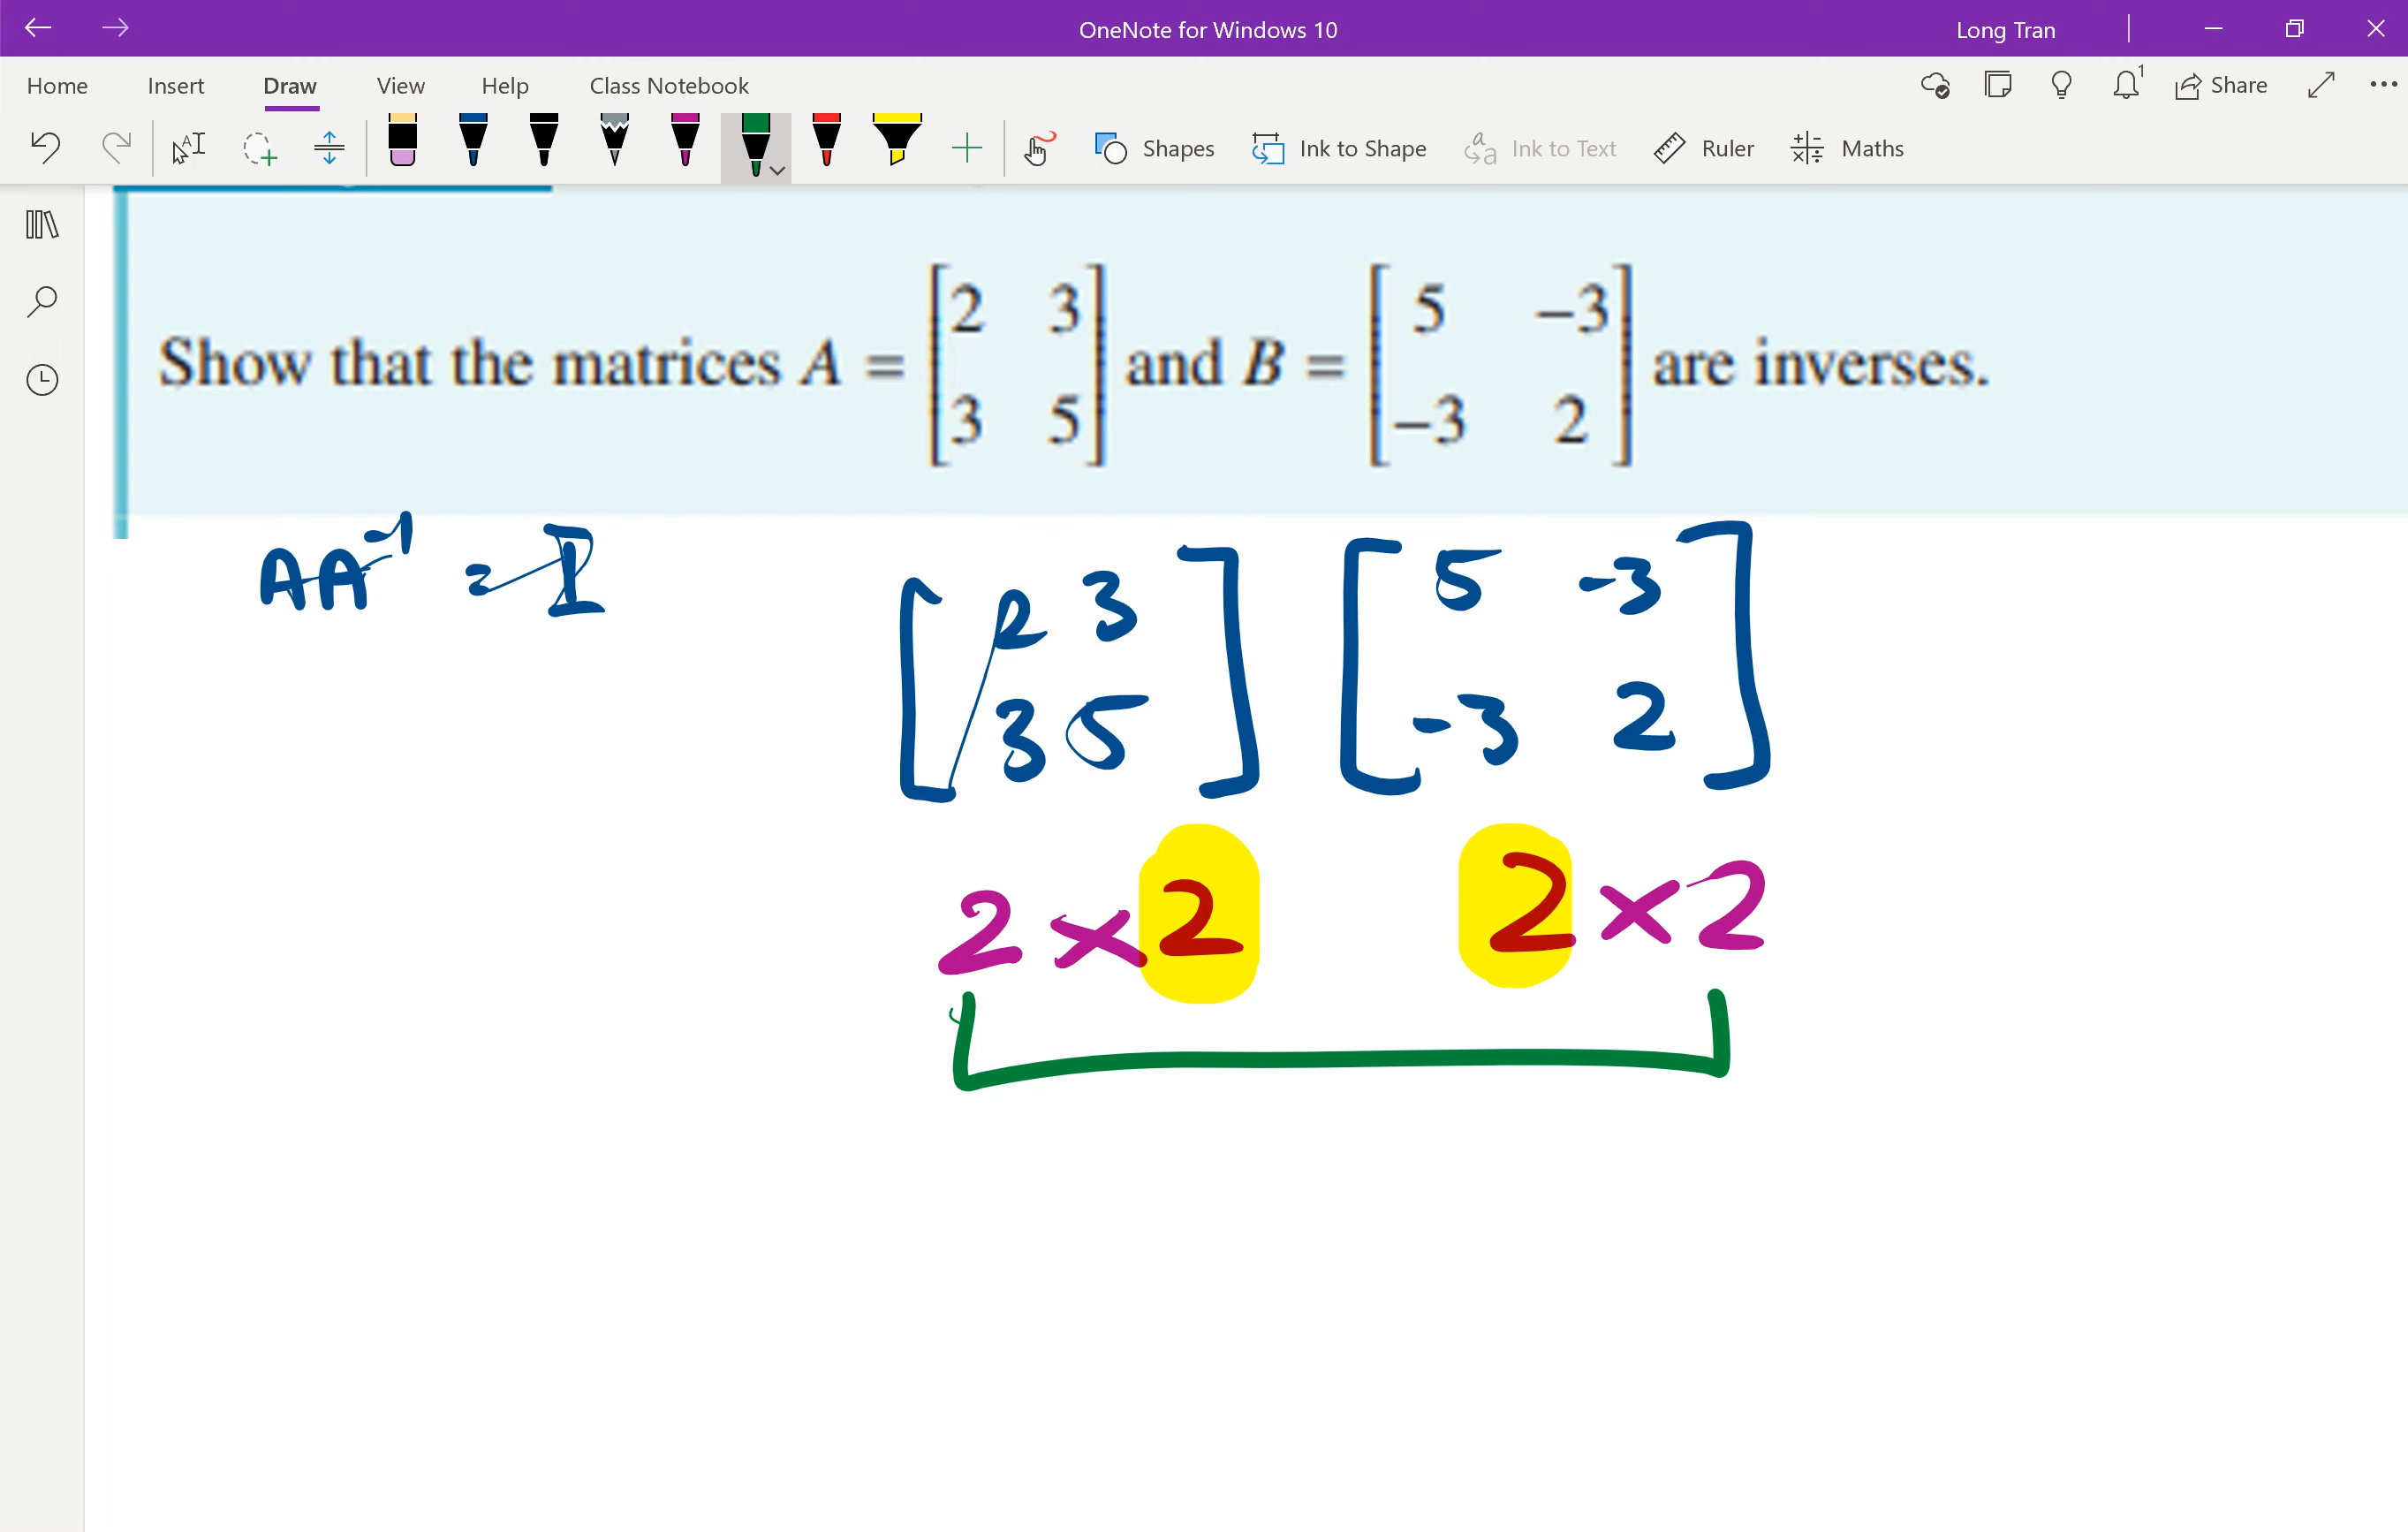 OneNote for Windows 10 Long Tran
Home Insert Draw View Help Class Notebook 1 Share
Shapes Ink to Shape Ink to Text Ruler Maths
Show that the matrices A = [2 3] and B = [5 −3] are inverses.
[3 5] [−3 2]
AA⁻¹ = I
[2 3] [5 -3]
[3 5] [-3 2]
2 × 2 2 × 2